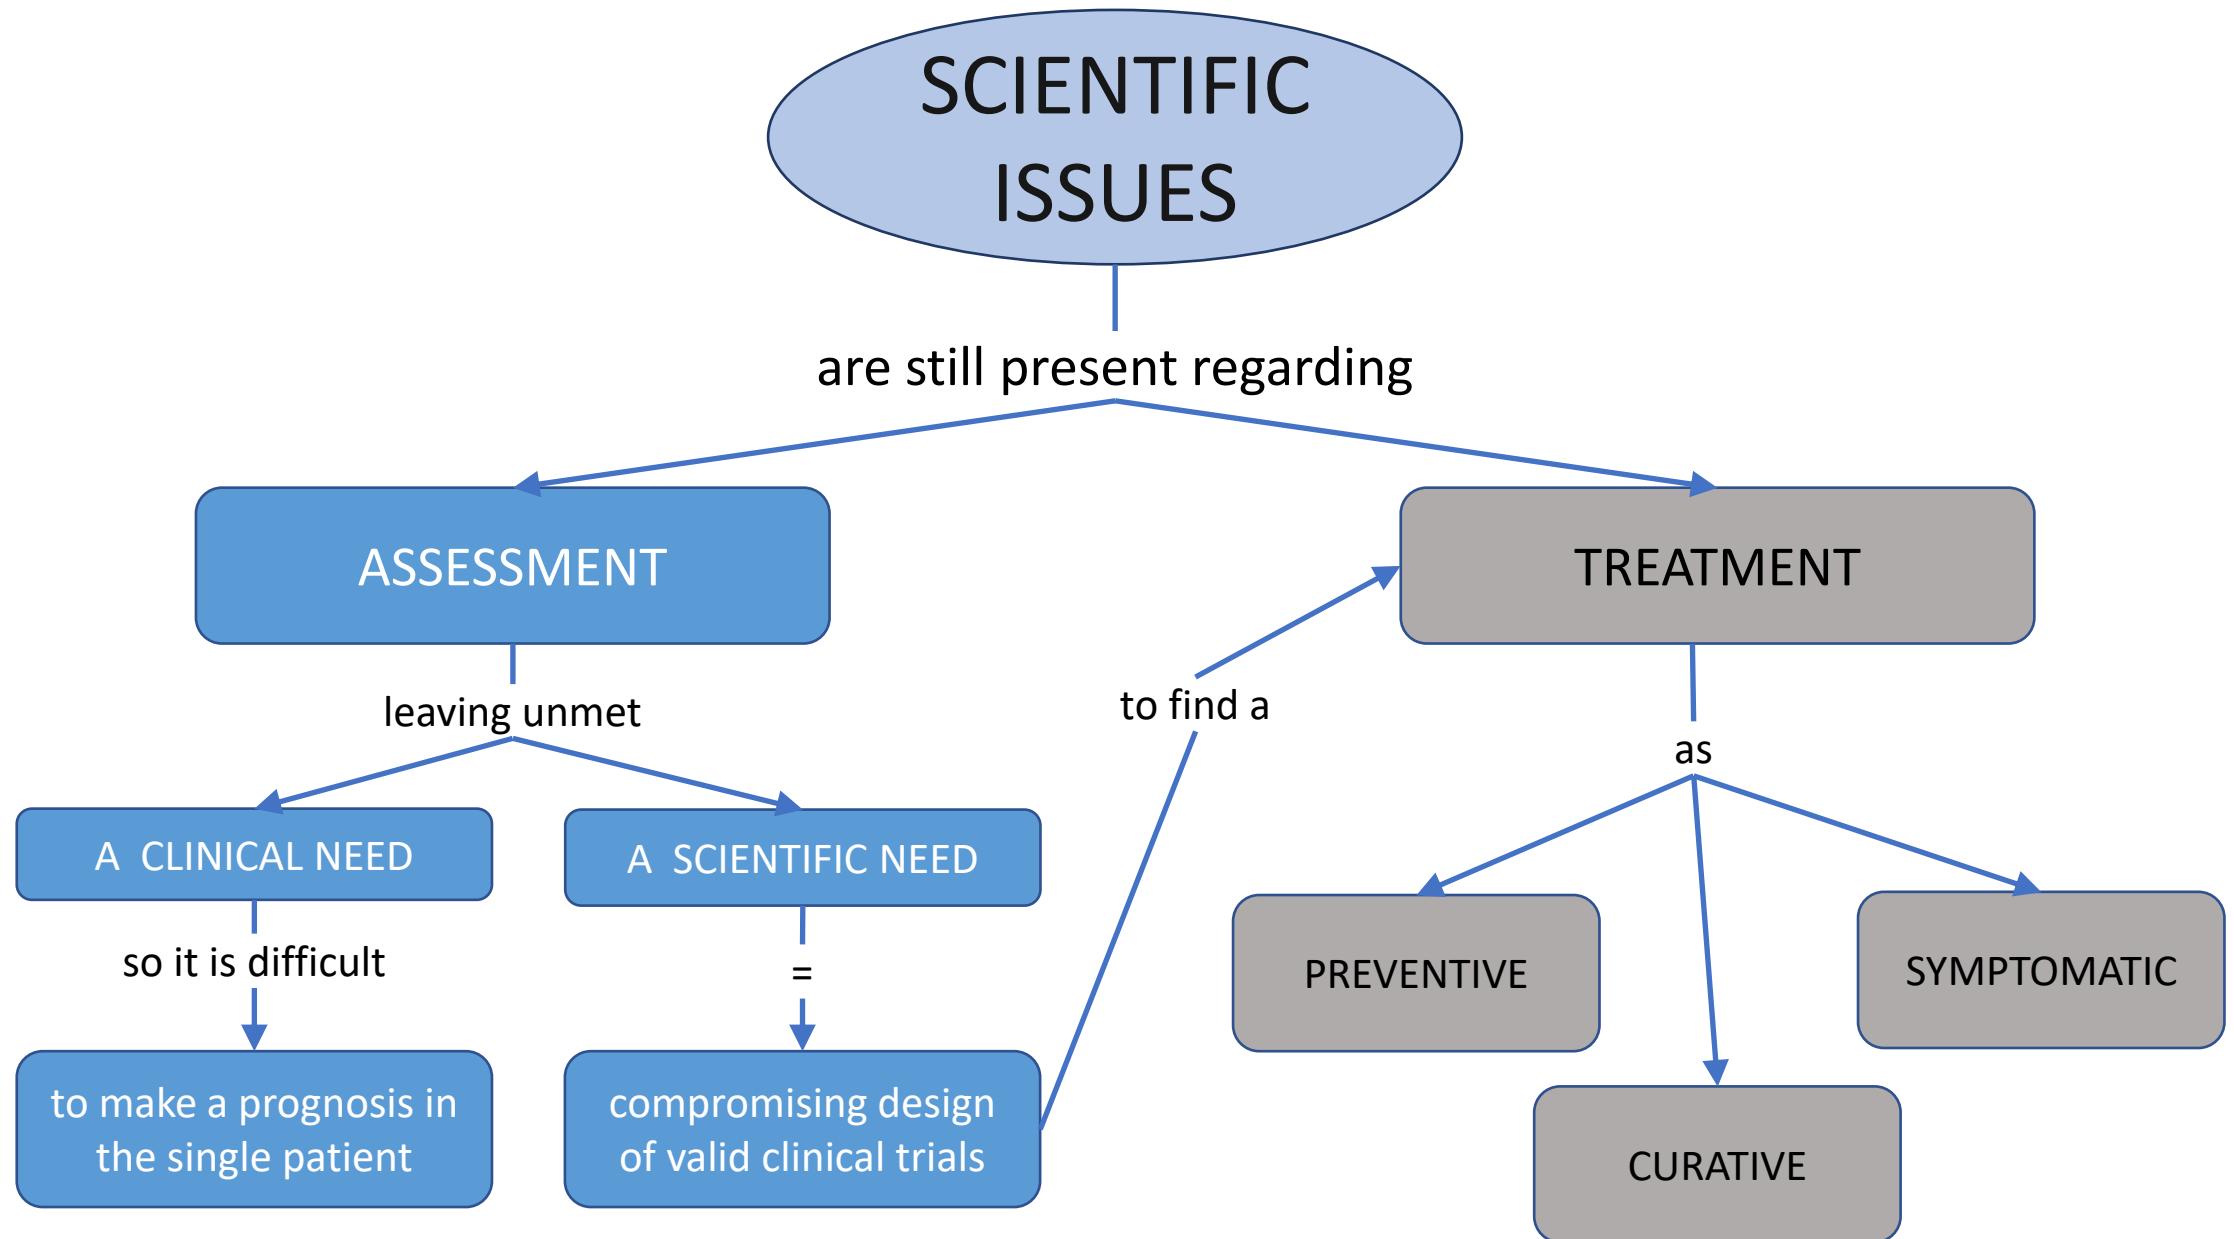 SCIENTIFIC
ISSUES
are still present regarding
ASSESSMENT
TREATMENT
leaving unmet
to find a
as
A CLINICAL NEED
A SCIENTIFIC NEED
so it is difficult
=
PREVENTIVE
SYMPTOMATIC
to make a prognosis in
the single patient
compromising design
of valid clinical trials
CURATIVE